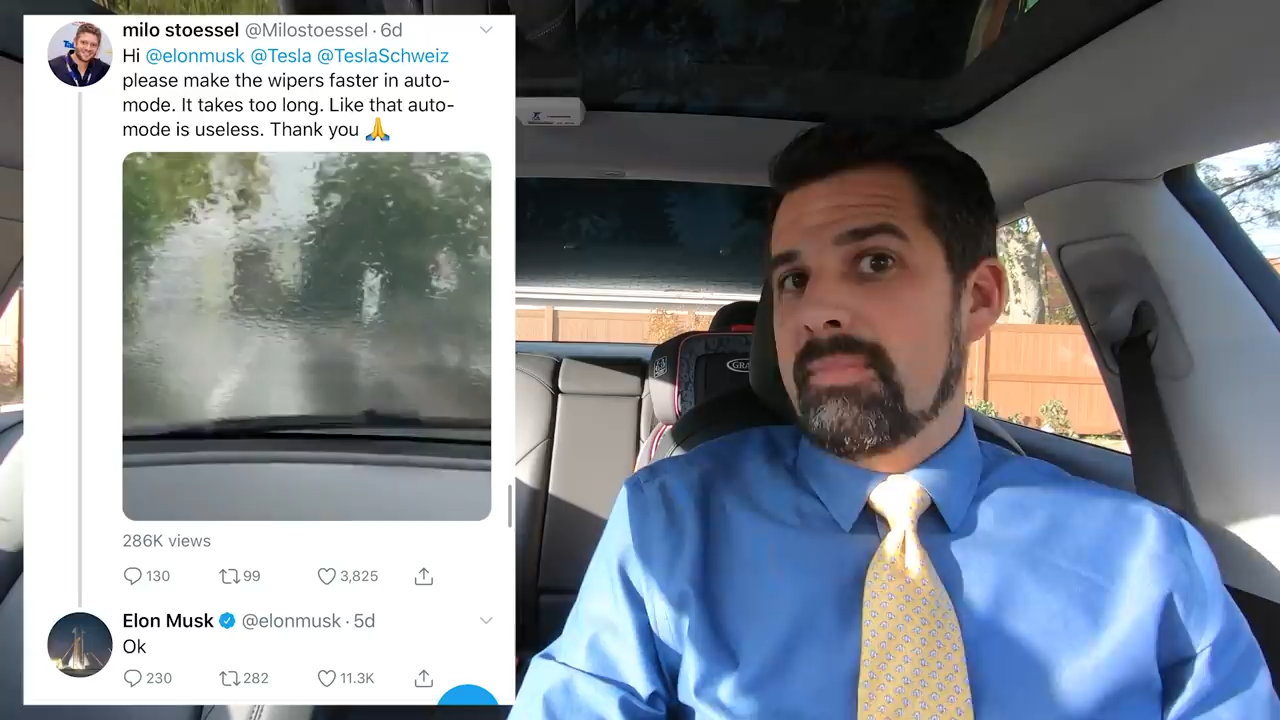 milo stoessel @Milostoessel · 6d
Hi @elonmusk @Tesla @TeslaSchweiz
please make the wipers faster in auto-
mode. It takes too long. Like that auto-
mode is useless. Thank you 🙏
286K views
130 99 3,825
Elon Musk @elonmusk · 5d
Ok
230 282 11.3K
GRA